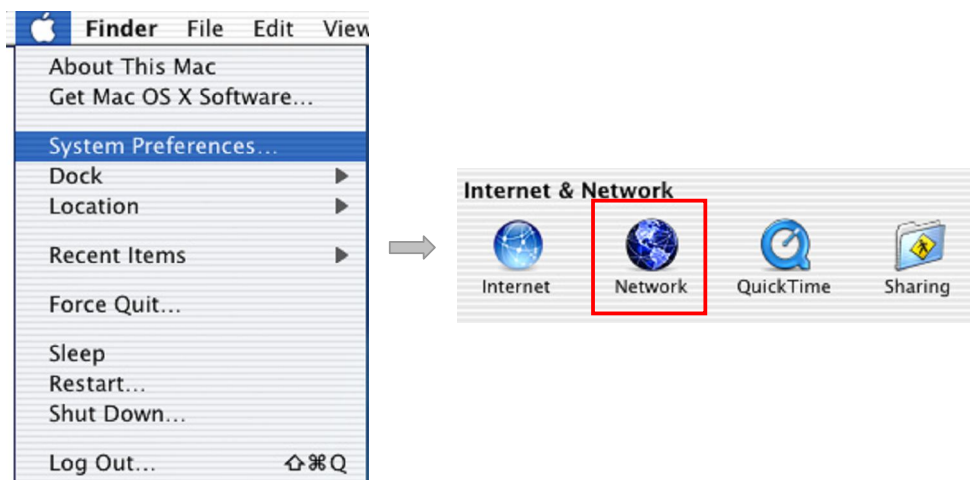 Finder File Edit View
About This Mac
Get Mac OS X Software...
System Preferences...
Dock
Location
Recent Items
Force Quit...
Sleep
Restart...
Shut Down...
Log Out... ⇧⌘Q
Internet & Network
Internet Network QuickTime Sharing